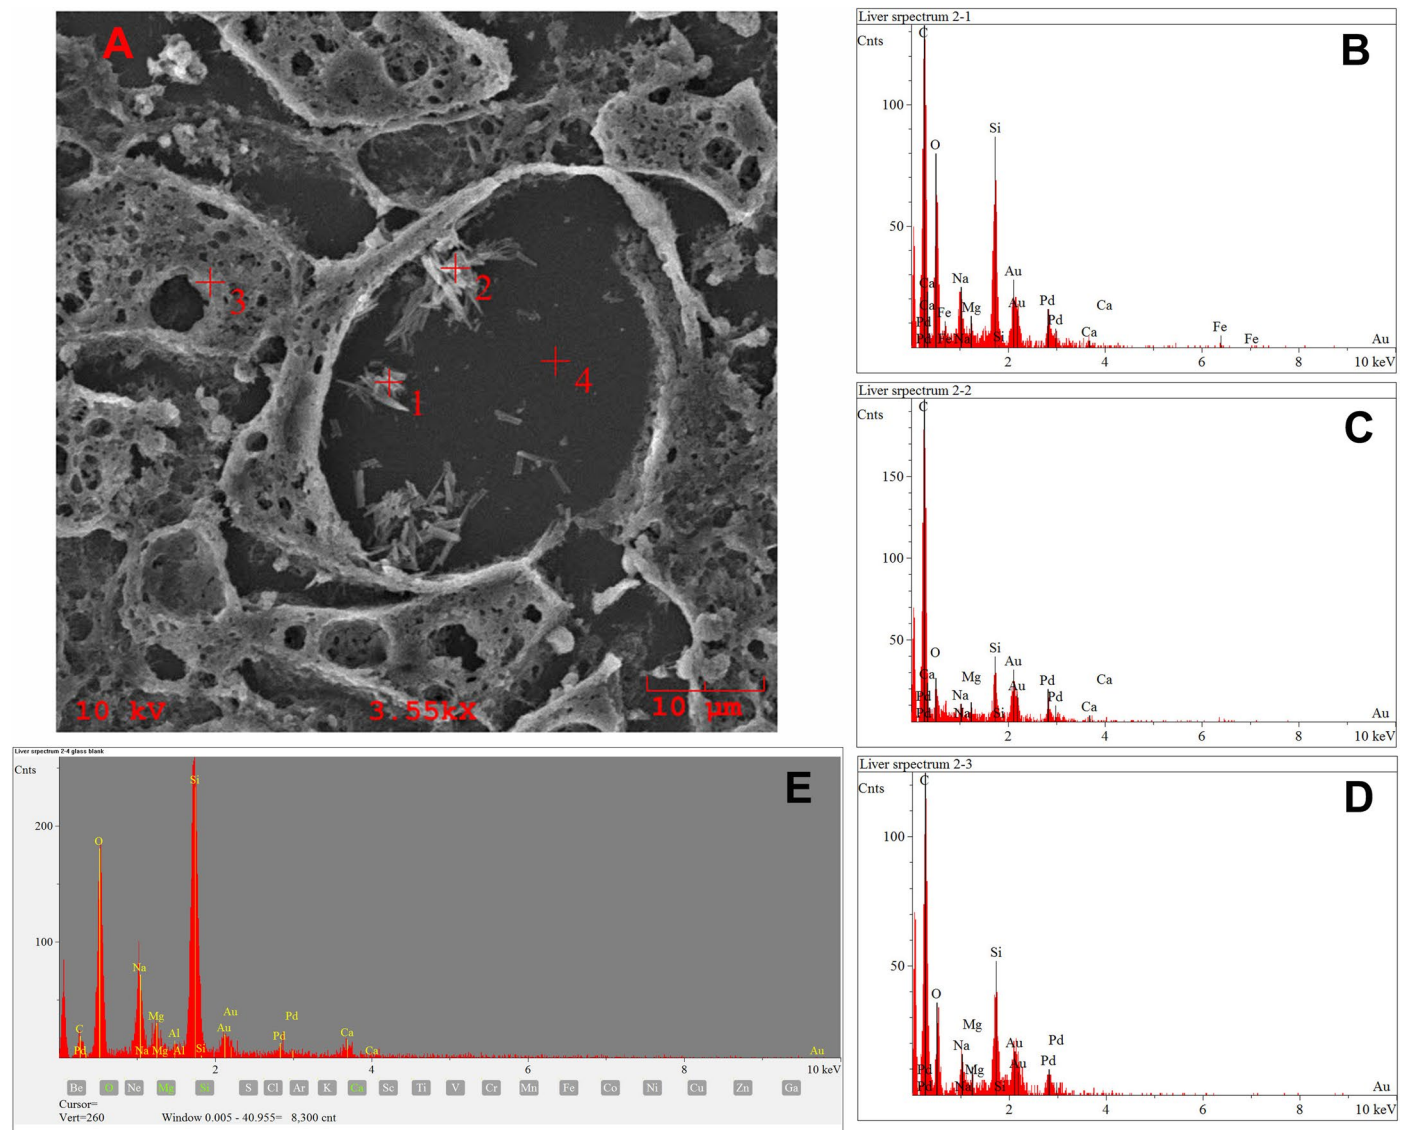 A
3
2
1
4
10 kV
3.55kX
10 µm
Liver srpectrum 2-1
Cnts
B
C
100
Si
O
50
Au
Ca
Na
Pd
Ca
Ca
Mg
Au
Fe
Pd
Fe
Pd
Ca
Pd
Fe
Na
Si
Fe
Au
2
4
6
8
10 keV
Liver srpectrum 2-2
Cnts
C
C
150
100
50
O
Si
Au
Ca
Mg
Pd
Ca
Au
Pd
Na
Pd
Ca
Pd
Na
Si
Au
2
4
6
8
10 keV
Liver srpectrum 2-3
Cnts
C
D
100
50
Si
O
Mg
Pd
Na
Au
Pd
Au
Pd
Mg
Pd
Na
Si
Au
2
4
6
8
10 keV
Liver srpectrum 2-4 glass blank
Cnts
E
Si
200
O
100
Na
Mg
Au
Pd
C
Al
Au
Pd
Ca
Pd
Na
Mg
Al
Si
Ca
Au
2
4
6
8
10 keV
Be O Ne Mg Si S Cl Ar K Ca Sc Ti V Cr Mn Fe Co Ni Cu Zn Ga
Cursor=
Vert=260 Window 0.005 - 40.955= 8,300 cnt